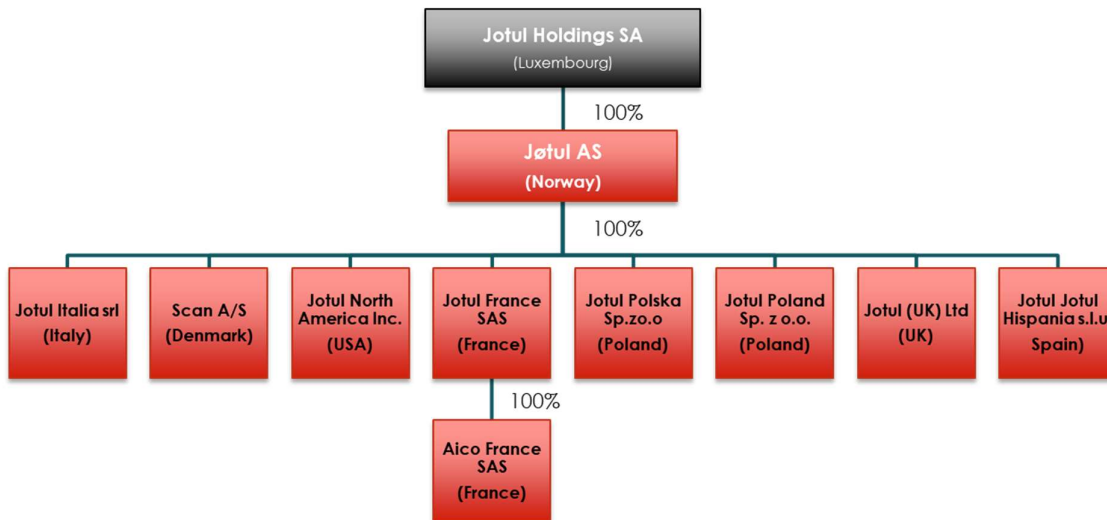 Jotul Holdings SA
(Luxembourg)
100%
Jøtul AS
(Norway)
100%
Jotul Italia srl
(Italy)
Scan A/S
(Denmark)
Jotul North
America Inc.
(USA)
Jotul France
SAS
(France)
Jotul Polska
Sp.zo.o
(Poland)
Jotul Poland
Sp. z o.o.
(Poland)
Jotul (UK) Ltd
(UK)
Jotul Jotul
Hispania s.l.u
Spain)
100%
Aico France
SAS
(France)